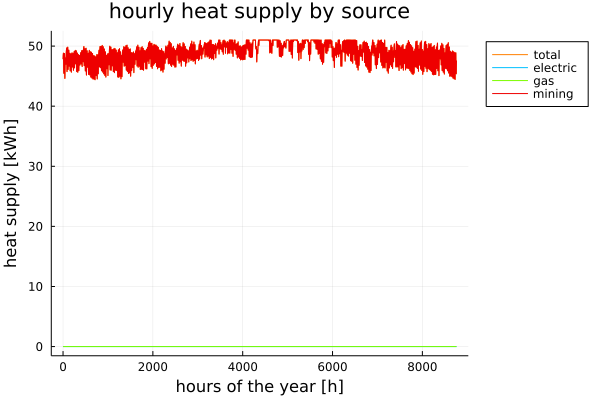 hourly heat supply by source
50
40
30
20
10
0
heat supply [kWh]
0 2000 4000 6000 8000
hours of the year [h]
total
electric
gas
mining